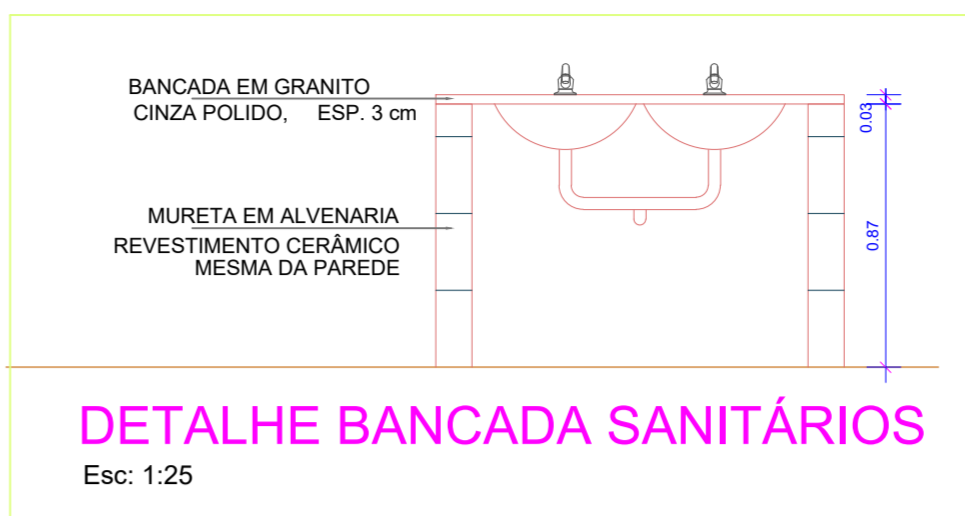 BANCADA EM GRANITO
CINZA POLIDO, ESP. 3 cm
0.03
MURETA EM ALVENARIA
REVESTIMENTO CERÂMICO
MESMA DA PAREDE
0.87
DETALHE BANCADA SANITÁRIOS
Esc: 1:25